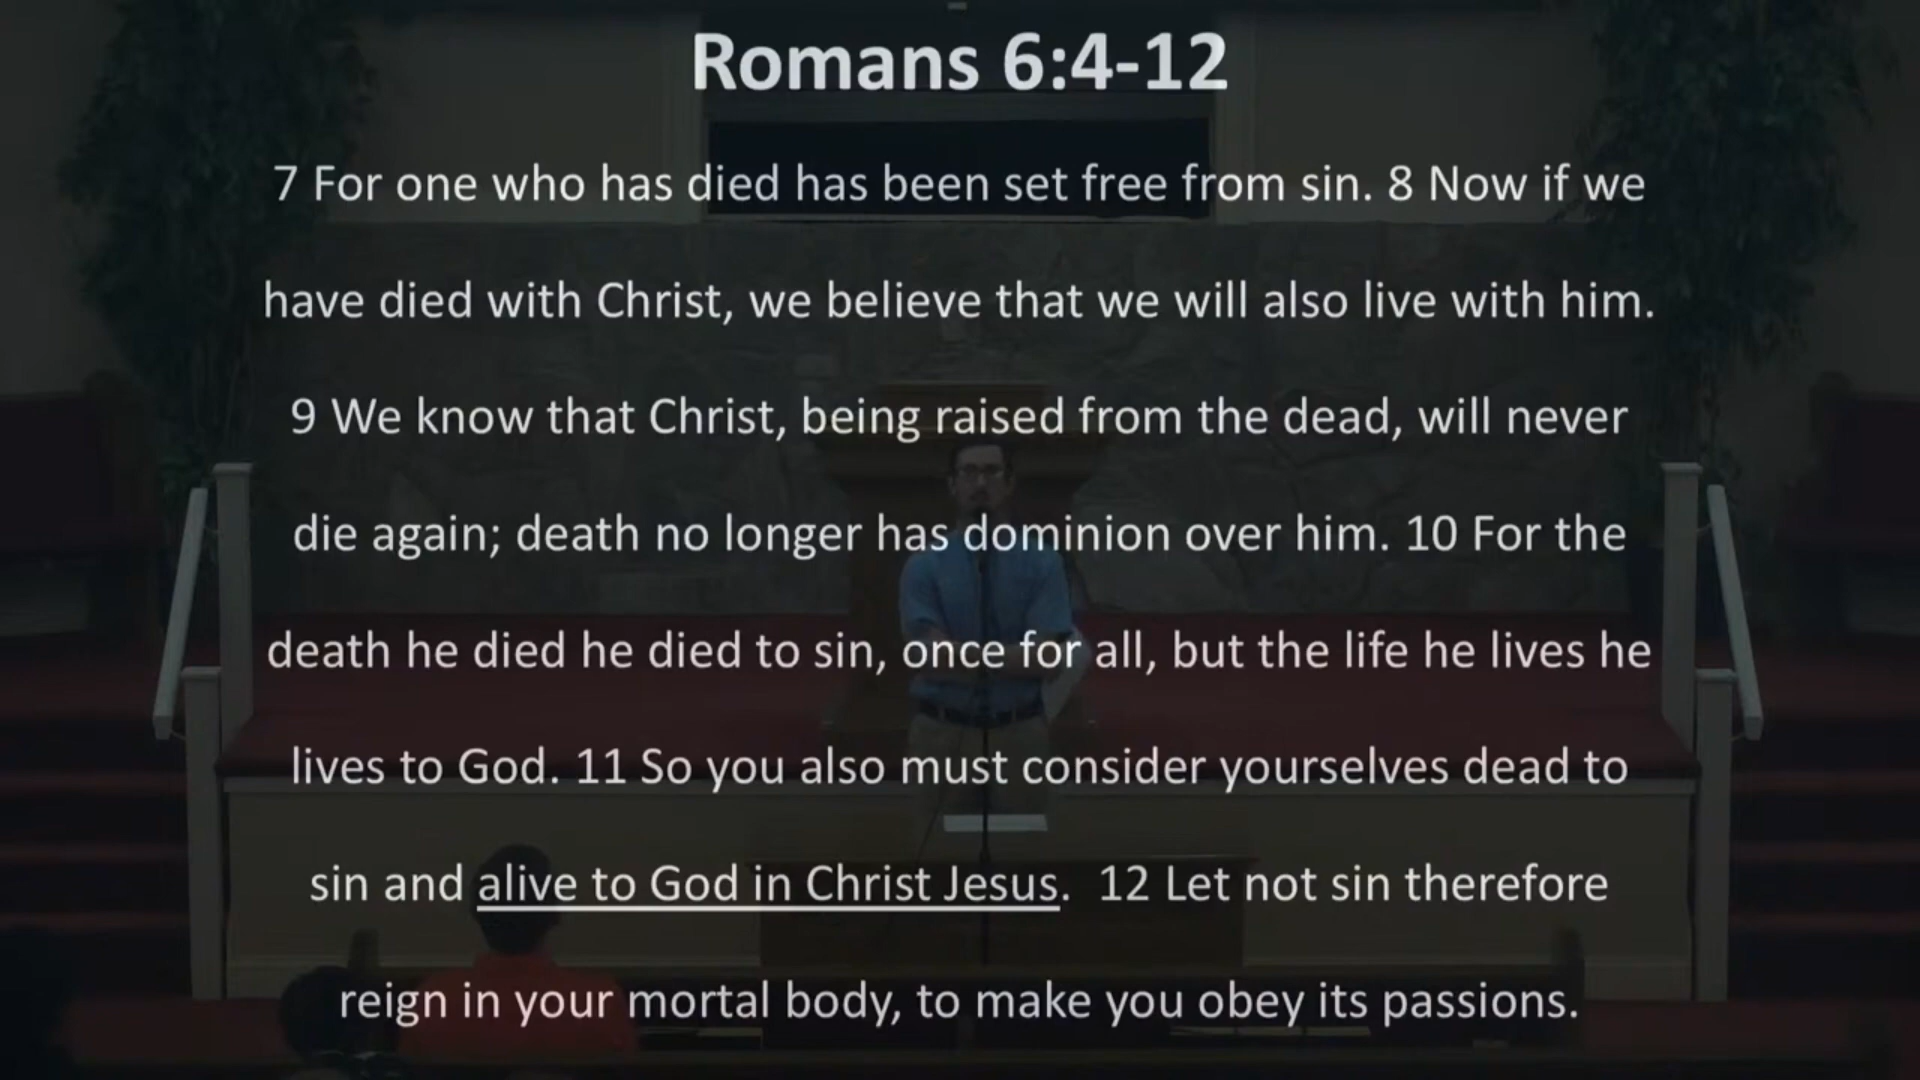 Romans 6:4-12
7 For one who has died has been set free from sin. 8 Now if we
have died with Christ, we believe that we will also live with him.
9 We know that Christ, being raised from the dead, will never
die again; death no longer has dominion over him. 10 For the
death he died he died to sin, once for all, but the life he lives he
lives to God. 11 So you also must consider yourselves dead to
sin and alive to God in Christ Jesus.  12 Let not sin therefore
reign in your mortal body, to make you obey its passions.